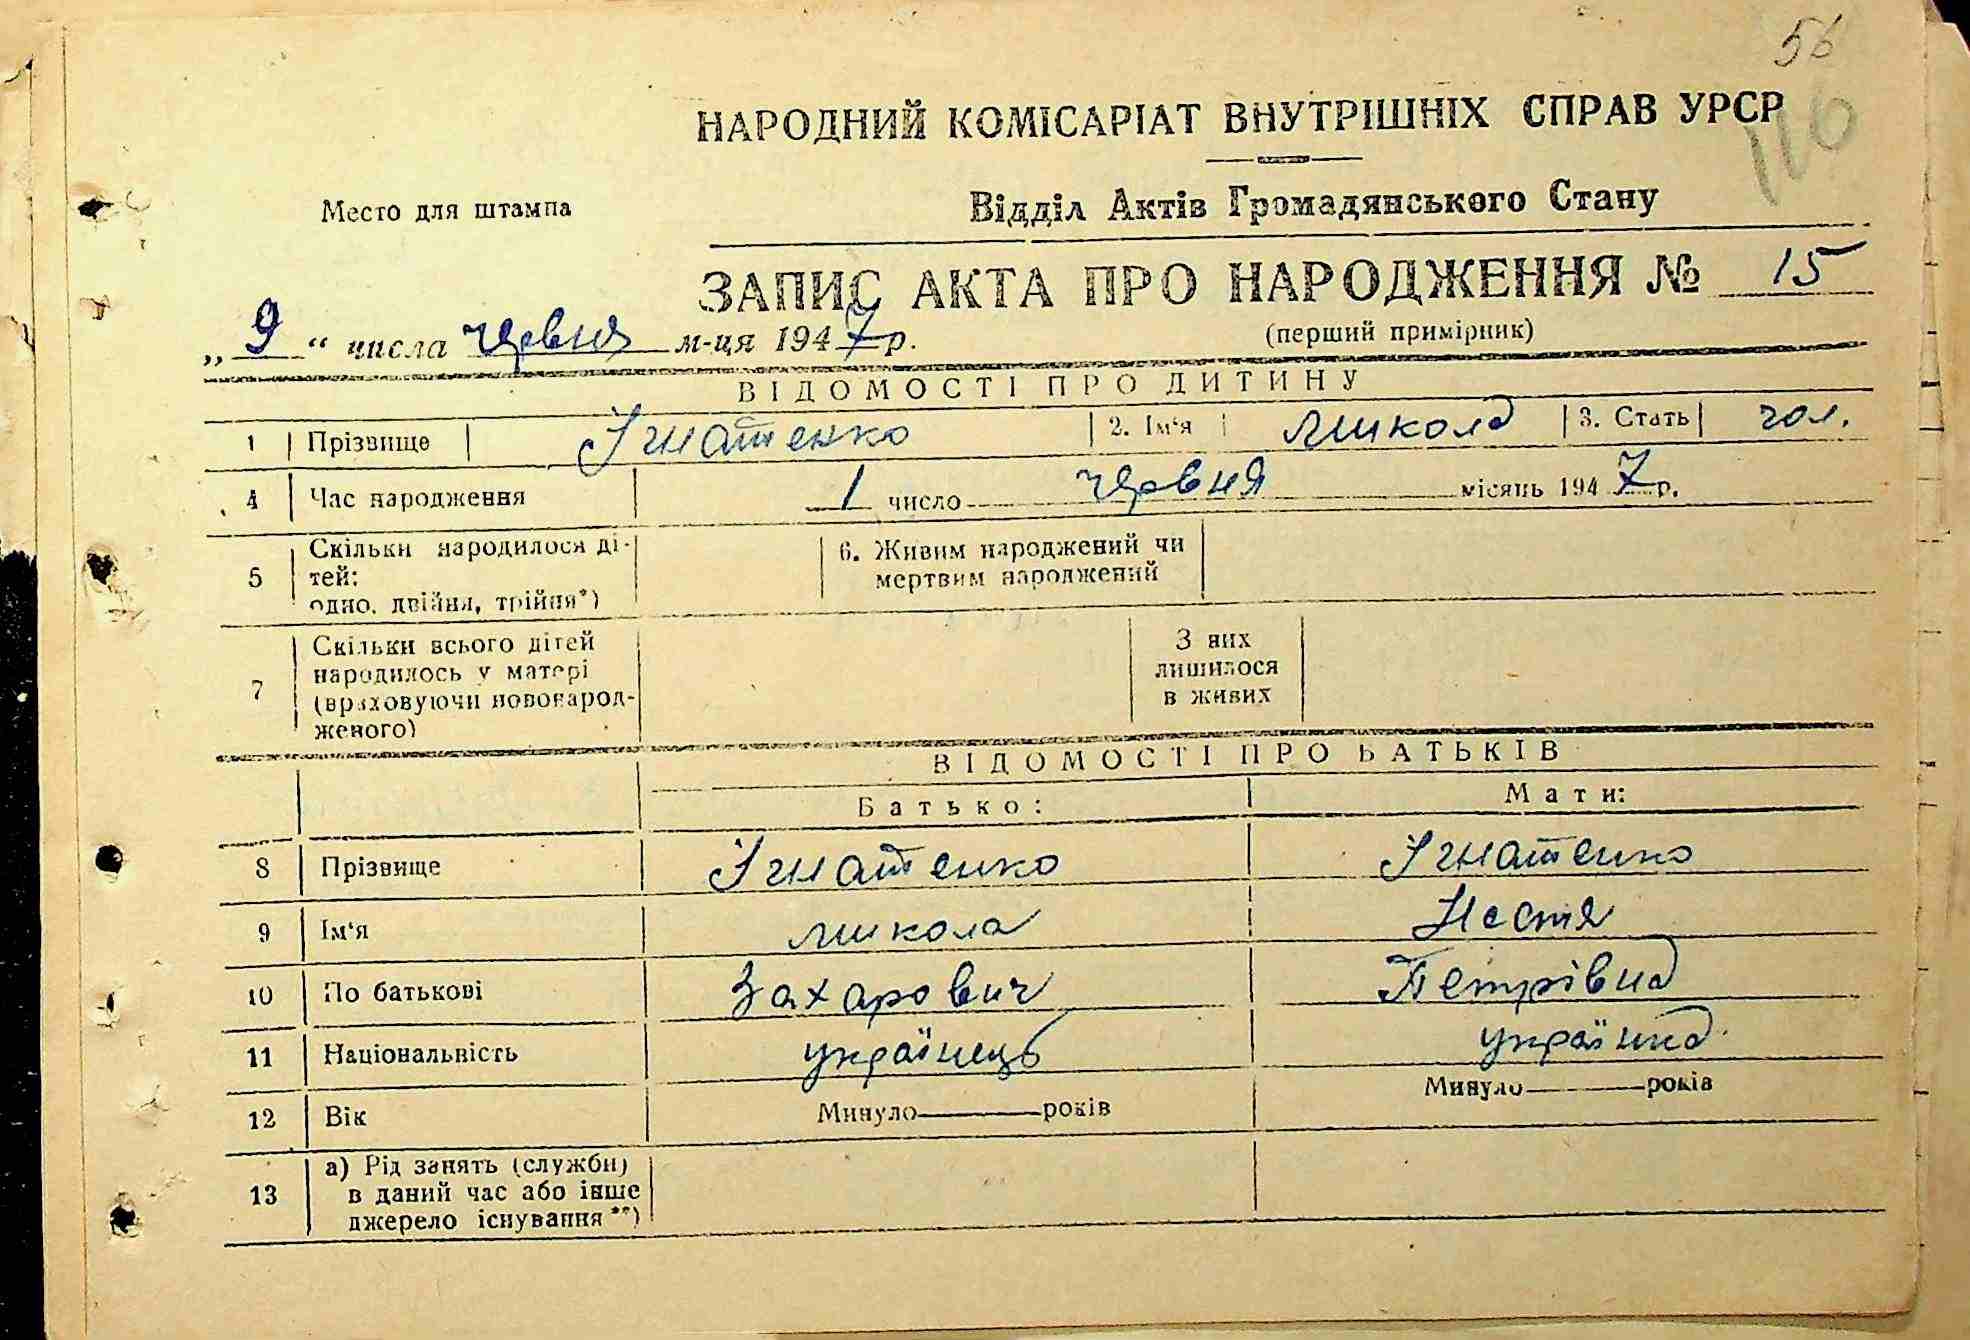 56
116
НАРОДНИЙ КОМІСАРІАТ ВНУТРІШНІХ СПРАВ УРСР
Место для штампа
Відділ Актів Громадянського Стану
ЗАПИС АКТА ПРО НАРОДЖЕННЯ № 15
„9“ числа червня м-ця 1947 р.
(перший примірник)
ВІДОМОСТІ ПРО ДИТИНУ
1 Прізвище Ігнатенко 2. Ім‘я Микола 3. Стать чол.
4 Час народження 1 число червня місяць 1947 р.
5 Скільки народилося ді-
тей:
одно, двійня, трійня*)
6. Живим народжений чи
мертвим народжений
7 Скільки всього дітей
народилось у матері
(враховуючи новонарод-
женого)
З них
лишилося
в живих
ВІДОМОСТІ ПРО БАТЬКІВ
Батько: Мати:
8 Прізвище Ігнатенко Ігнатенко
9 Ім‘я Микола Настя
10 По батькові Захарович Петрівна
11 Національність українець українка
12 Вік Минуло років Минуло років
13 а) Рід занять (служби)
в даний час або інше
джерело існування**)